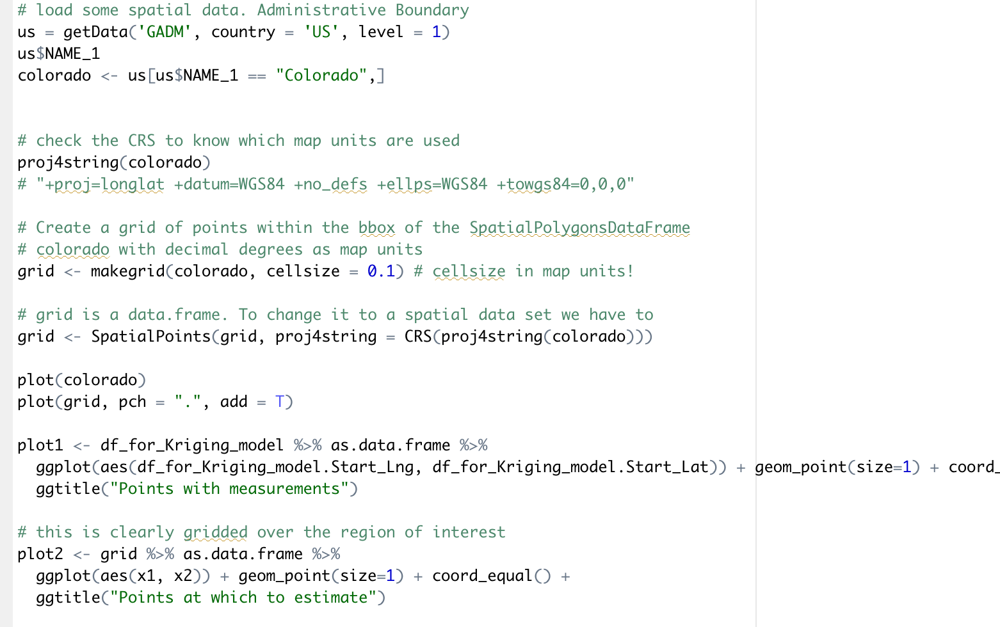 # load some spatial data. Administrative Boundary
us = getData('GADM', country = 'US', level = 1)
us$NAME_1
colorado <- us[us$NAME_1 == "Colorado",]
# check the CRS to know which map units are used
proj4string(colorado)
# "+proj=longlat +datum=WGS84 +no_defs +ellps=WGS84 +towgs84=0,0,0"
# Create a grid of points within the bbox of the SpatialPolygonsDataFrame
# colorado with decimal degrees as map units
grid <- makegrid(colorado, cellsize = 0.1) # cellsize in map units!
# grid is a data.frame. To change it to a spatial data set we have to
grid <- SpatialPoints(grid, proj4string = CRS(proj4string(colorado)))
plot(colorado)
plot(grid, pch = ".", add = T)
plot1 <- df_for_Kriging_model %>% as.data.frame %>%
  ggplot(aes(df_for_Kriging_model.Start_Lng, df_for_Kriging_model.Start_Lat)) + geom_point(size=1) + coord_
  ggtitle("Points with measurements")
# this is clearly gridded over the region of interest
plot2 <- grid %>% as.data.frame %>%
  ggplot(aes(x1, x2)) + geom_point(size=1) + coord_equal() +
  ggtitle("Points at which to estimate")